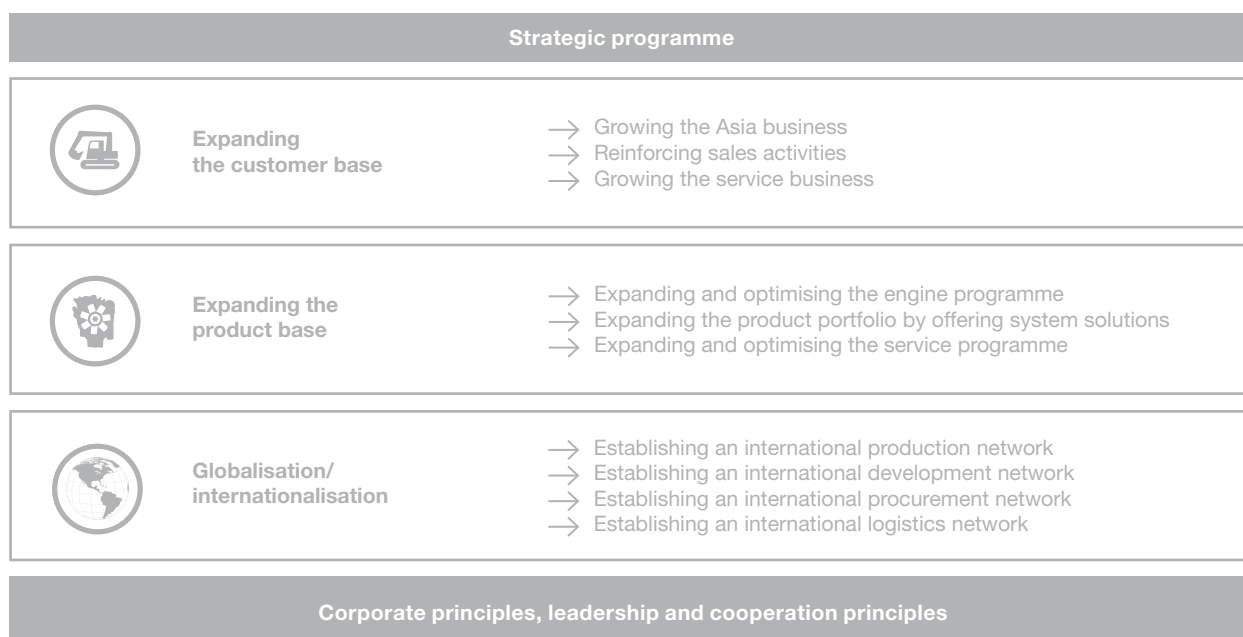 Strategic programme
Expanding
the customer base
→ Growing the Asia business
→ Reinforcing sales activities
→ Growing the service business
Expanding the
product base
→ Expanding and optimising the engine programme
→ Expanding the product portfolio by offering system solutions
→ Expanding and optimising the service programme
Globalisation/
internationalisation
→ Establishing an international production network
→ Establishing an international development network
→ Establishing an international procurement network
→ Establishing an international logistics network
Corporate principles, leadership and cooperation principles